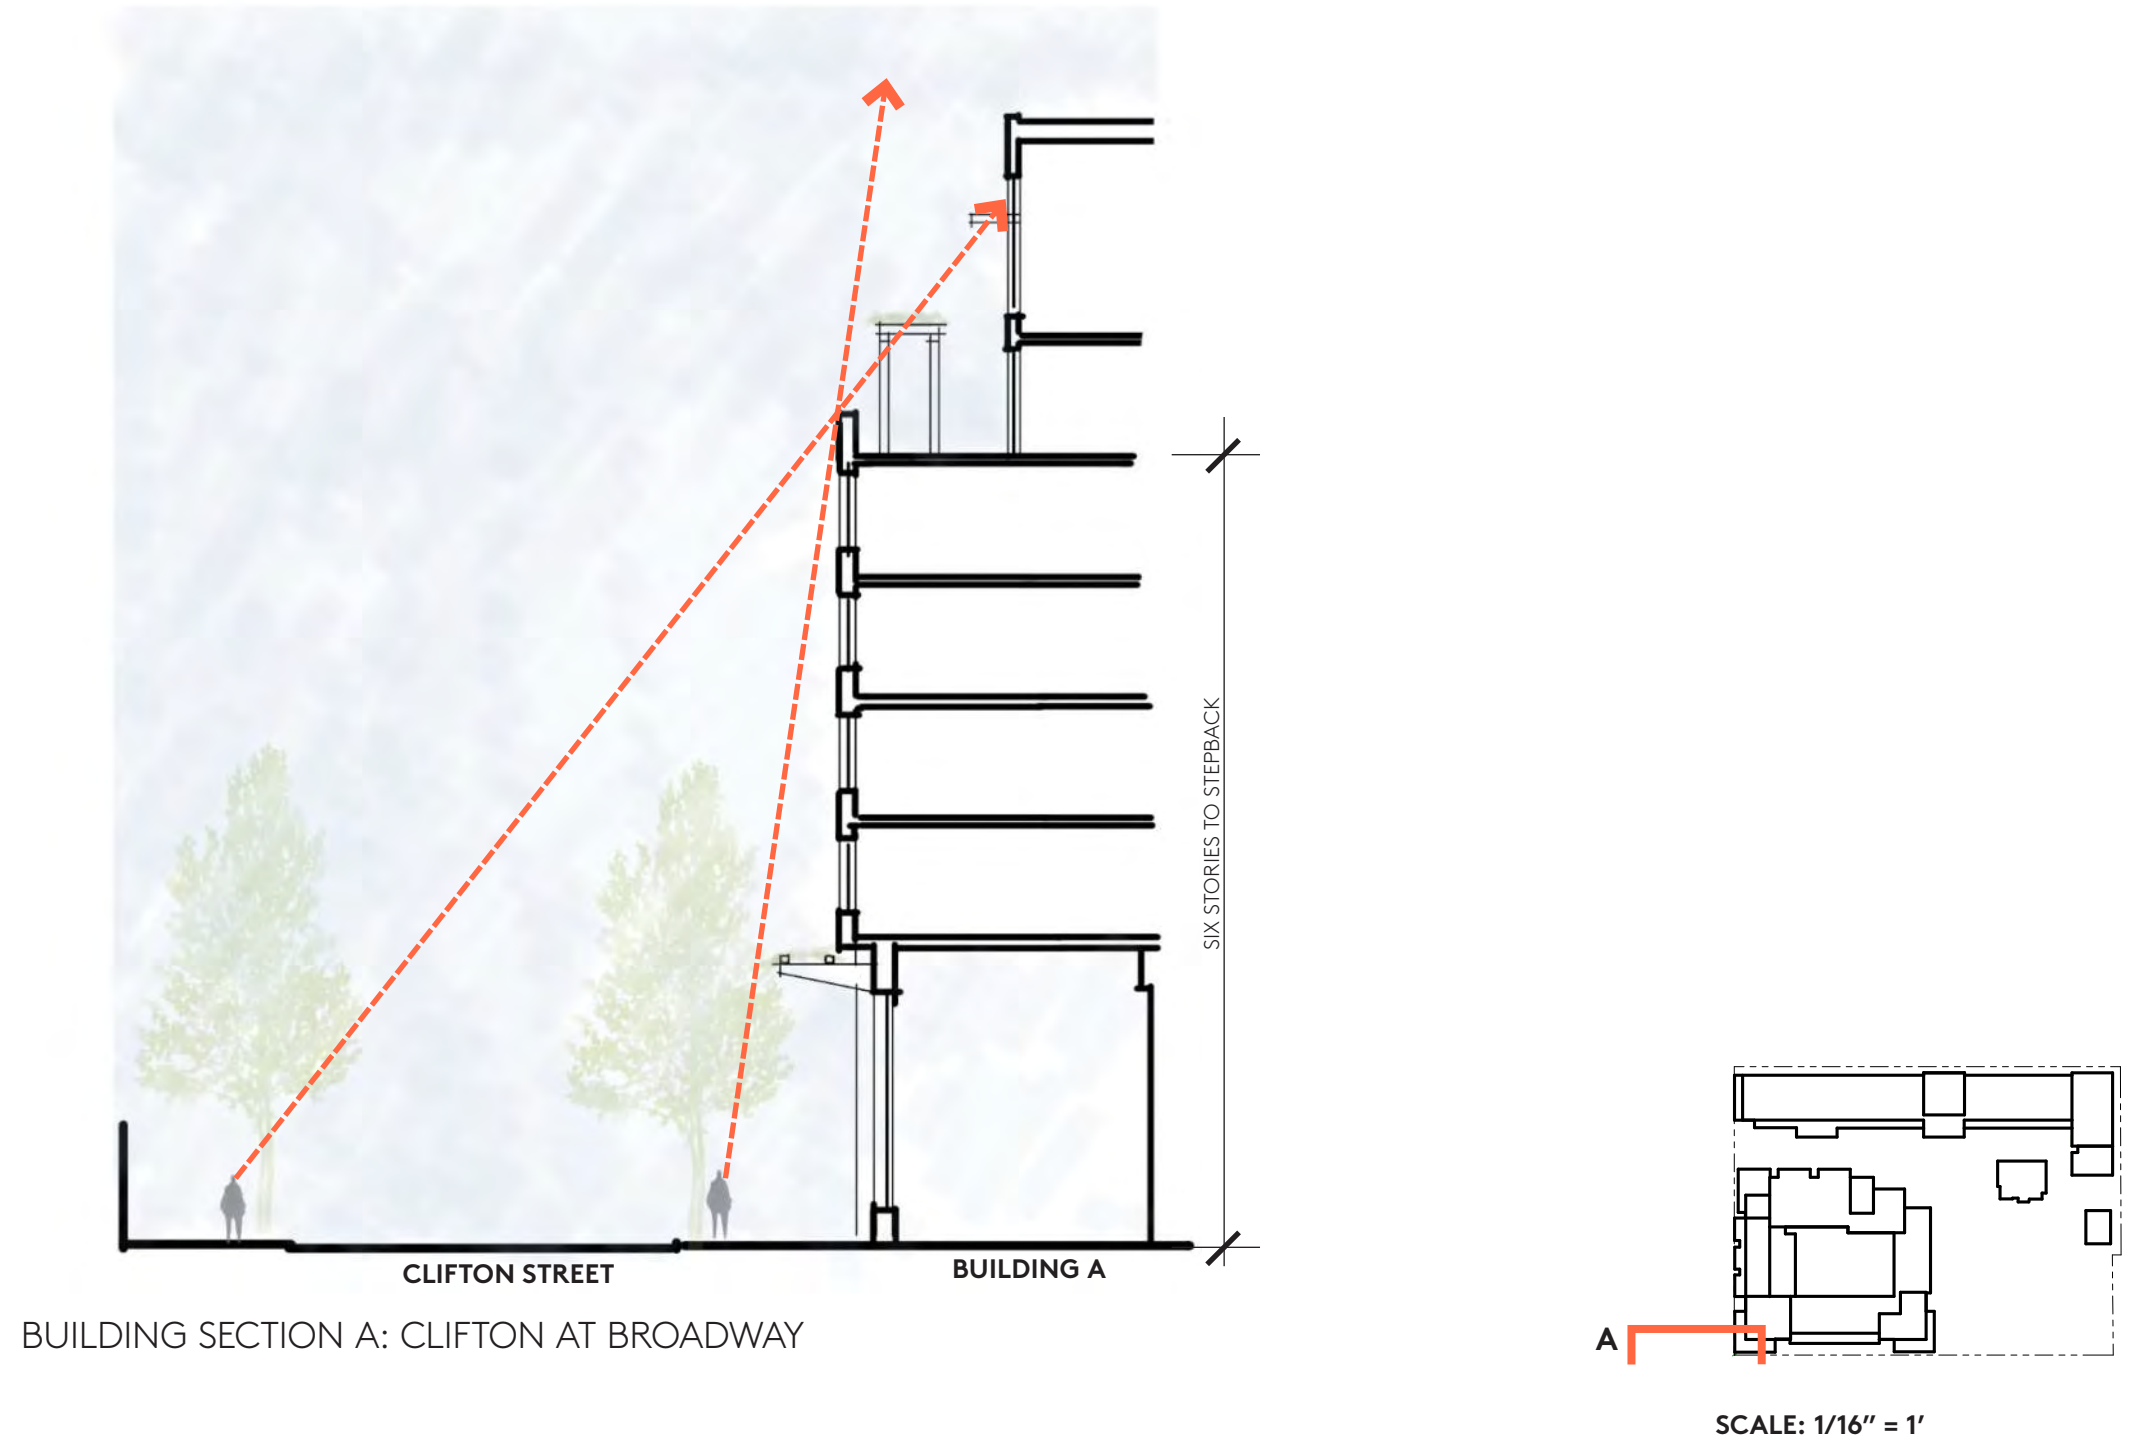 SIX STORIES TO STEPBACK
CLIFTON STREET
BUILDING A
BUILDING SECTION A: CLIFTON AT BROADWAY
A
SCALE: 1/16” = 1’